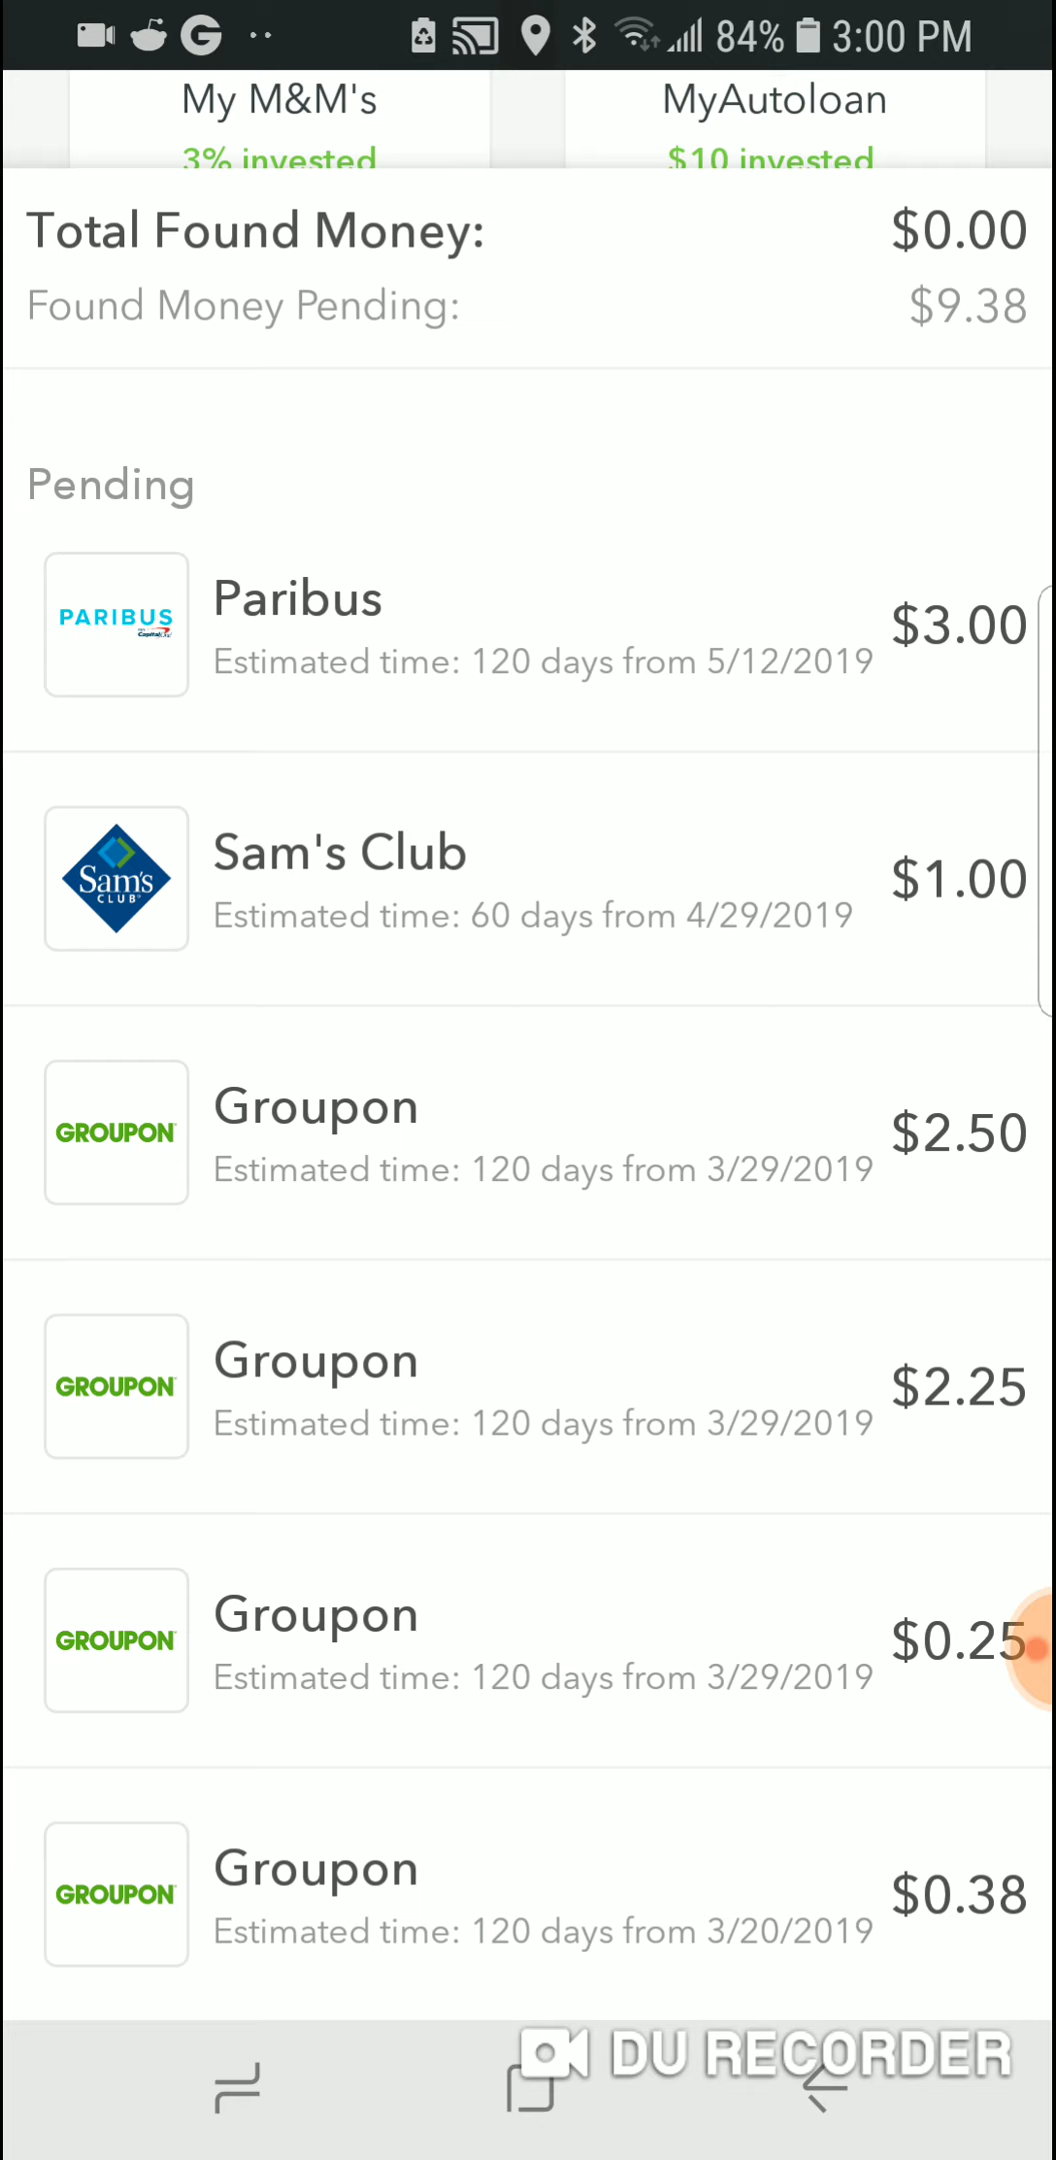 84% 3:00 PM
My M&M's MyAutoloan
3% invested $10 invested
Total Found Money: $0.00
Found Money Pending: $9.38
Pending
PARIBUS
Capital One
Paribus
$3.00
Estimated time: 120 days from 5/12/2019
Sam's
CLUB
Sam's Club
$1.00
Estimated time: 60 days from 4/29/2019
GROUPON
Groupon
$2.50
Estimated time: 120 days from 3/29/2019
GROUPON
Groupon
$2.25
Estimated time: 120 days from 3/29/2019
GROUPON
Groupon
$0.25
Estimated time: 120 days from 3/29/2019
GROUPON
Groupon
$0.38
Estimated time: 120 days from 3/20/2019
DU RECORDER